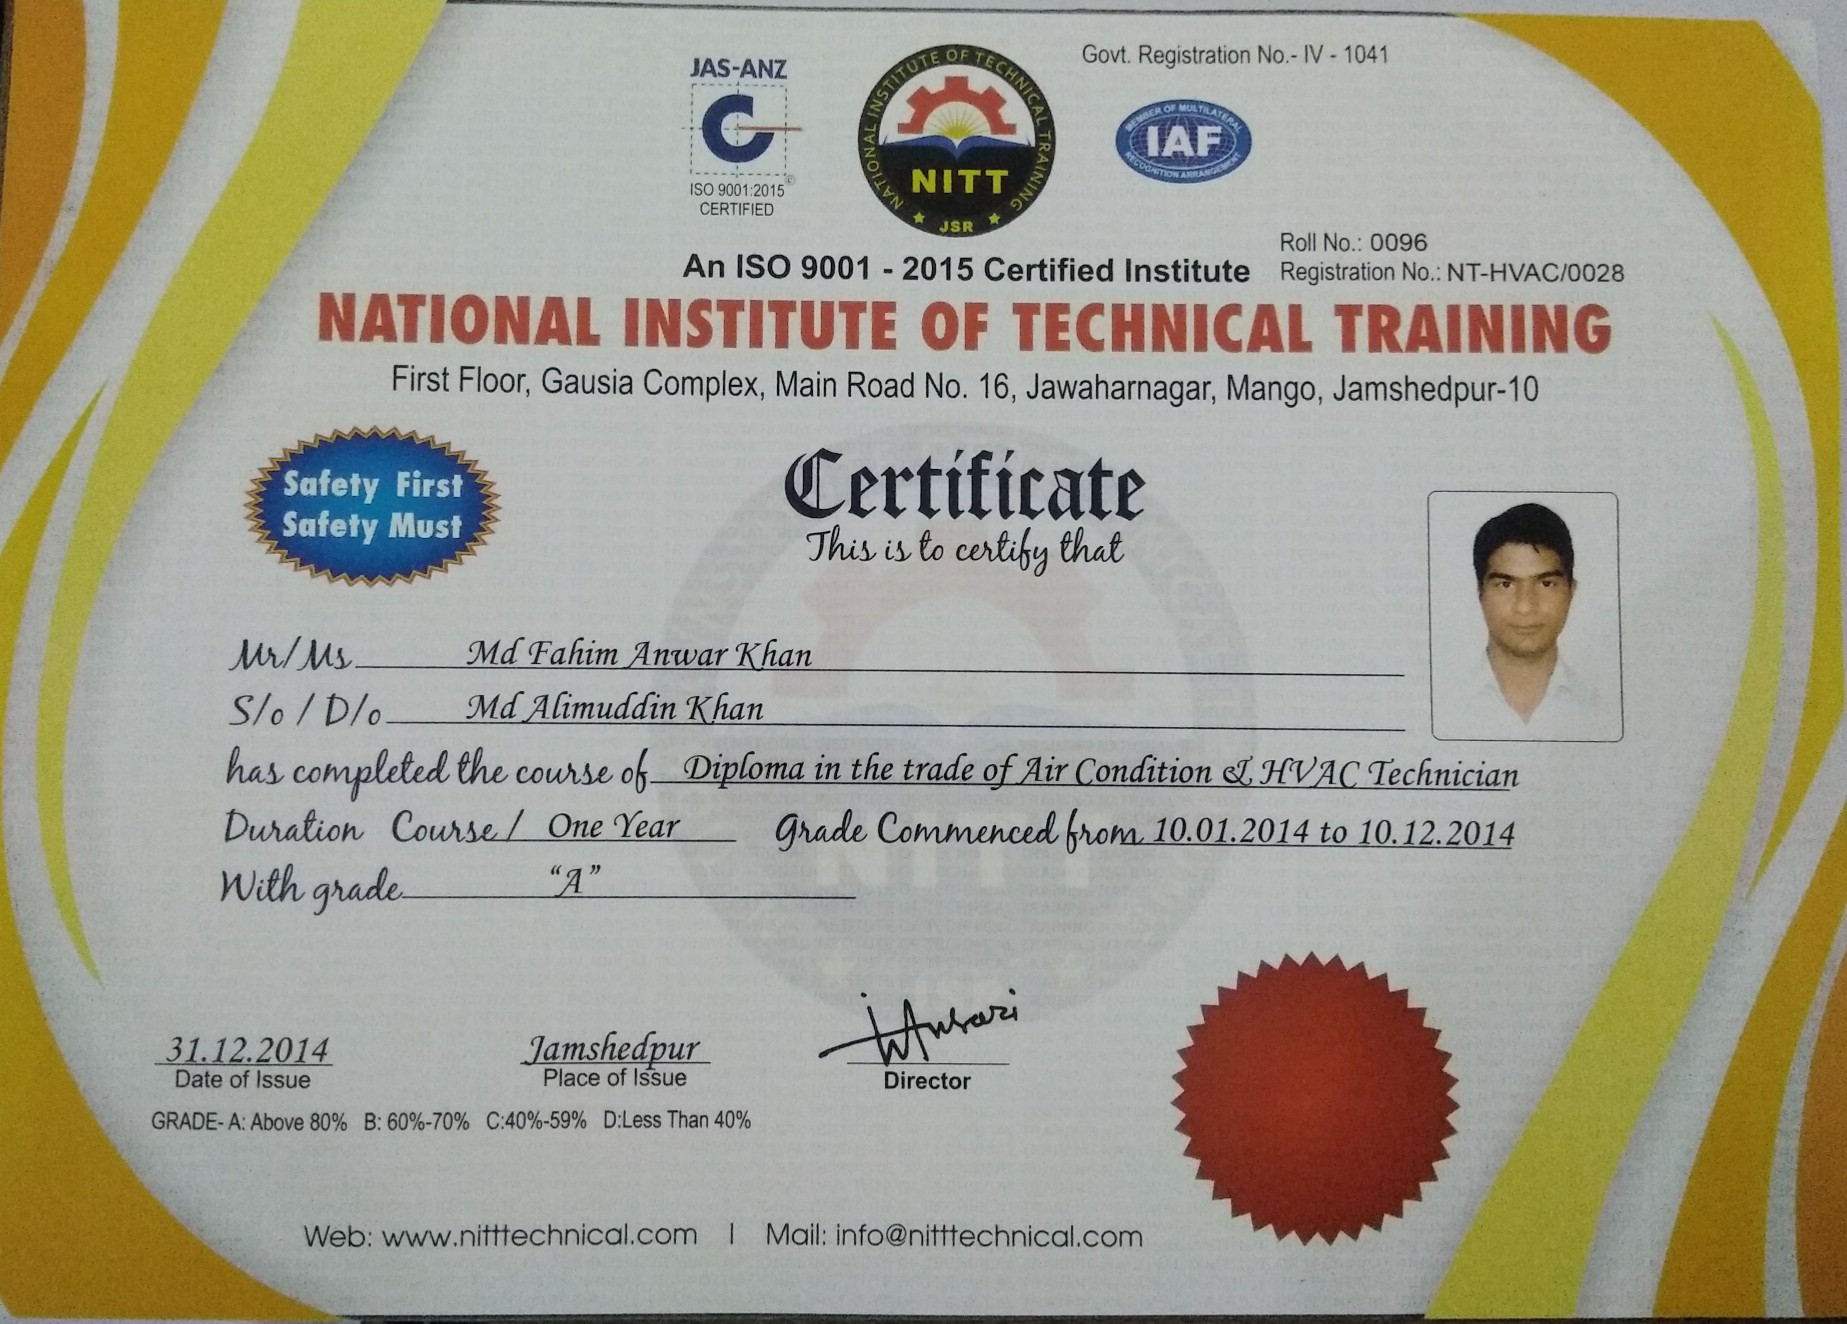 JAS-ANZ
ISO 9001:2015
CERTIFIED
NATIONAL INSTITUTE OF TECHNICAL TRAINING
NITT
JSR
Govt. Registration No.- IV - 1041
MEMBER OF MULTILATERAL
IAF
RECOGNITION ARRANGEMENT
Roll No.: 0096
An ISO 9001 - 2015 Certified Institute
Registration No.: NT-HVAC/0028
NATIONAL INSTITUTE OF TECHNICAL TRAINING
First Floor, Gausia Complex, Main Road No. 16, Jawaharnagar, Mango, Jamshedpur-10
Safety First
Safety Must
Certificate
This is to certify that
Mr/Ms Md Fahim Anwar Khan
S/o / D/o Md Alimuddin Khan
has completed the course of Diploma in the trade of Air Condition & HVAC Technician
Duration Course / One Year Grade Commenced from 10.01.2014 to 10.12.2014
With grade "A"
31.12.2014
Date of Issue
Jamshedpur
Place of Issue
Ansari
Director
GRADE- A: Above 80% B: 60%-70% C:40%-59% D:Less Than 40%
Web: www.nitttechnical.com | Mail: info@nitttechnical.com